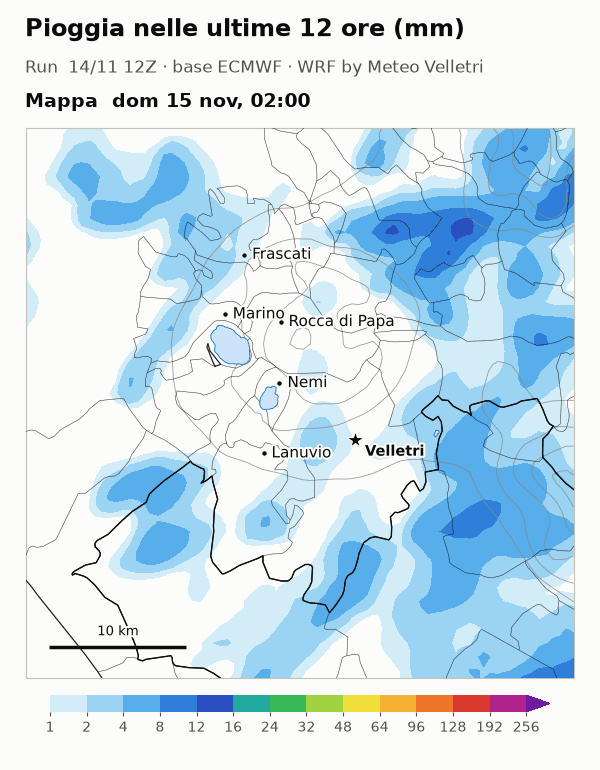 Pioggia nelle ultime 12 ore (mm)
Run 14/11 12Z · base ECMWF · WRF by Meteo Velletri
Mappa dom 15 nov, 02:00
Frascati
Marino
Rocca di Papa
Nemi
Velletri
Lanuvio
10 km
1 2 4 8 12 16 24 32 48 64 96 128 192 256